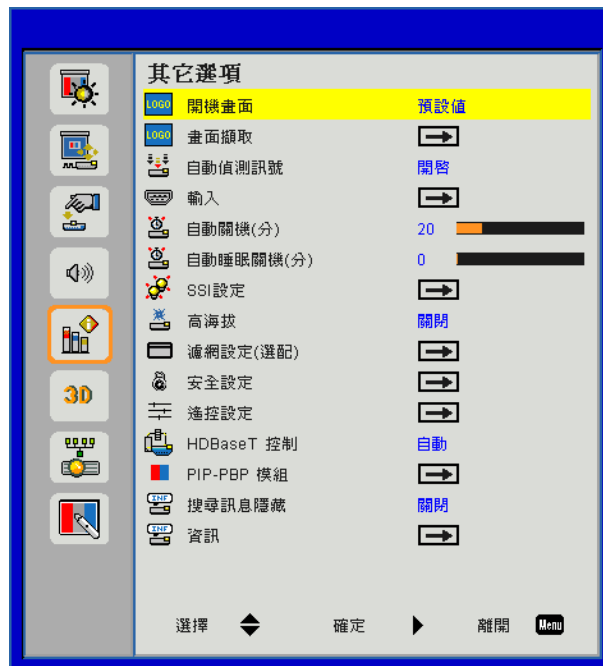 其它選項
LOGO 開機畫面 預設值
LOGO 畫面擷取
自動偵測訊號 開啓
輸入
自動關機(分) 20
自動睡眠關機(分) 0
SSI設定
高海拔 關閉
濾網設定(選配)
安全設定
遙控設定
HDBaseT 控制 自動
PIP-PBP 模組
INF 搜尋訊息隱藏 關閉
INF 資訊
3D
選擇 確定 離開 Menu